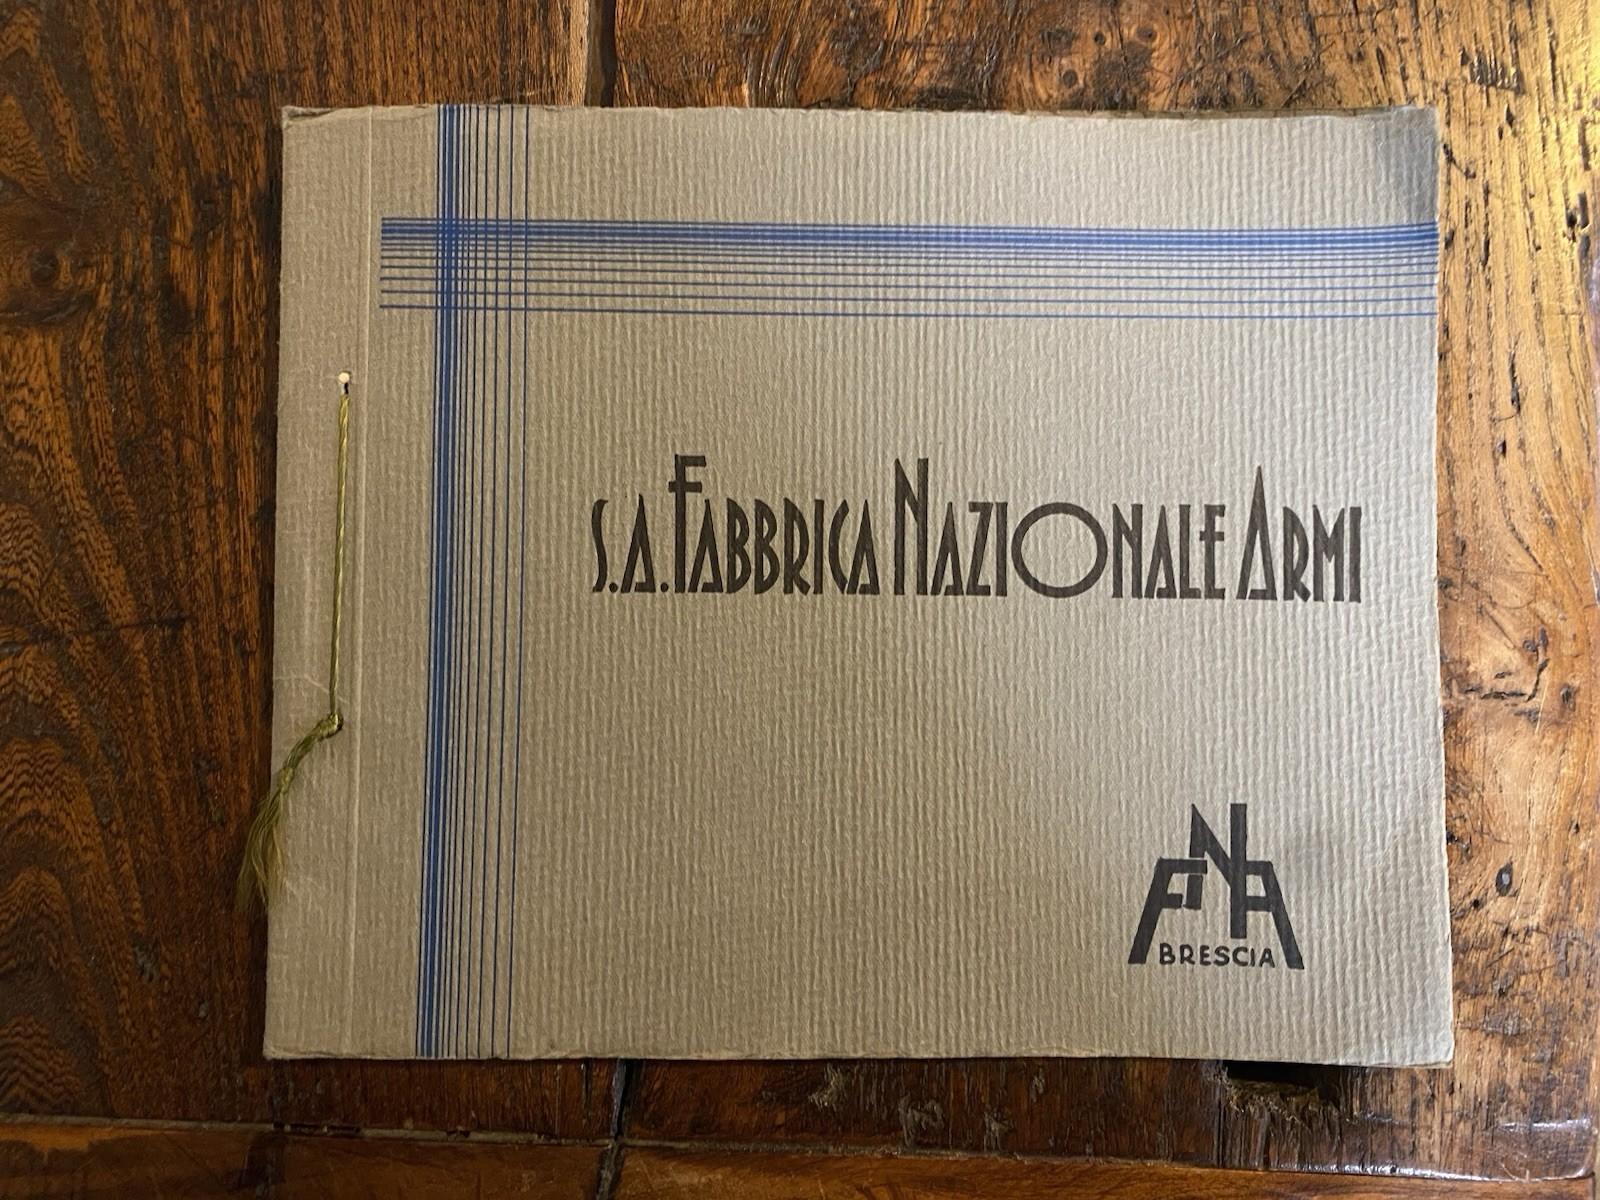 S.A. FABBRICA NAZIONALE ARMI
FNA
BRESCIA